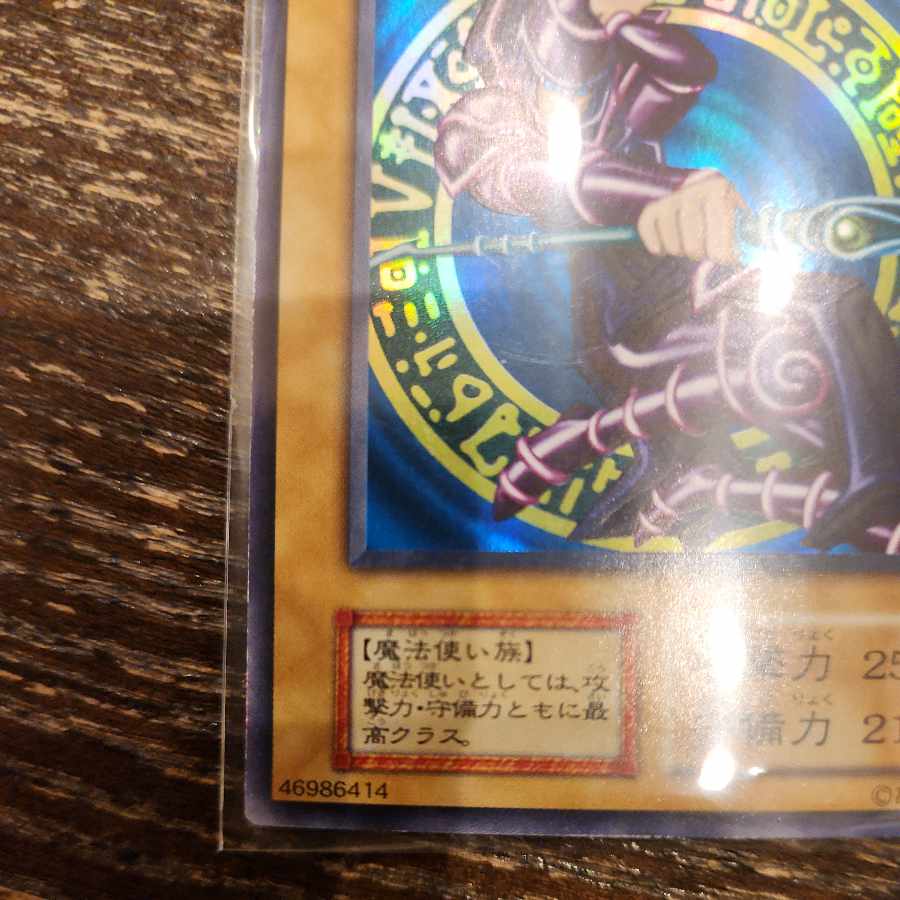 【魔法使い族】
魔法使いとしては、攻
撃力・守備力ともに最
高クラス。
撃力 25
備力 21
46986414
©